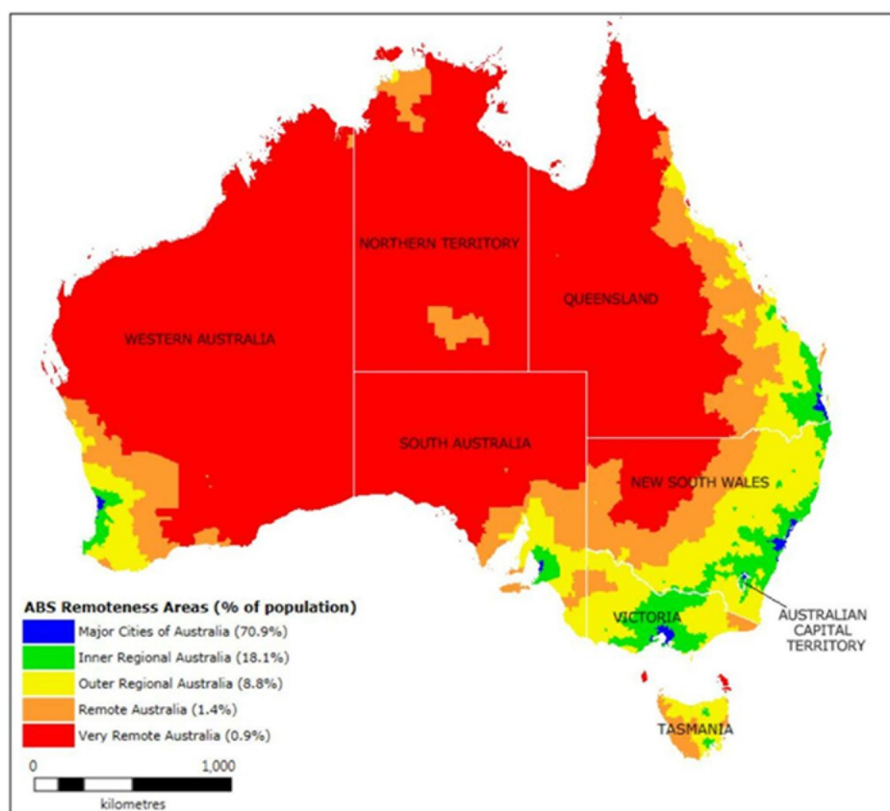 NORTHERN TERRITORY
QUEENSLAND
WESTERN AUSTRALIA
SOUTH AUSTRALIA
NEW SOUTH WALES
VICTORIA
AUSTRALIAN
CAPITAL
TERRITORY
TASMANIA
ABS Remoteness Areas (% of population)
Major Cities of Australia (70.9%)
Inner Regional Australia (18.1%)
Outer Regional Australia (8.8%)
Remote Australia (1.4%)
Very Remote Australia (0.9%)
0 1,000
kilometres